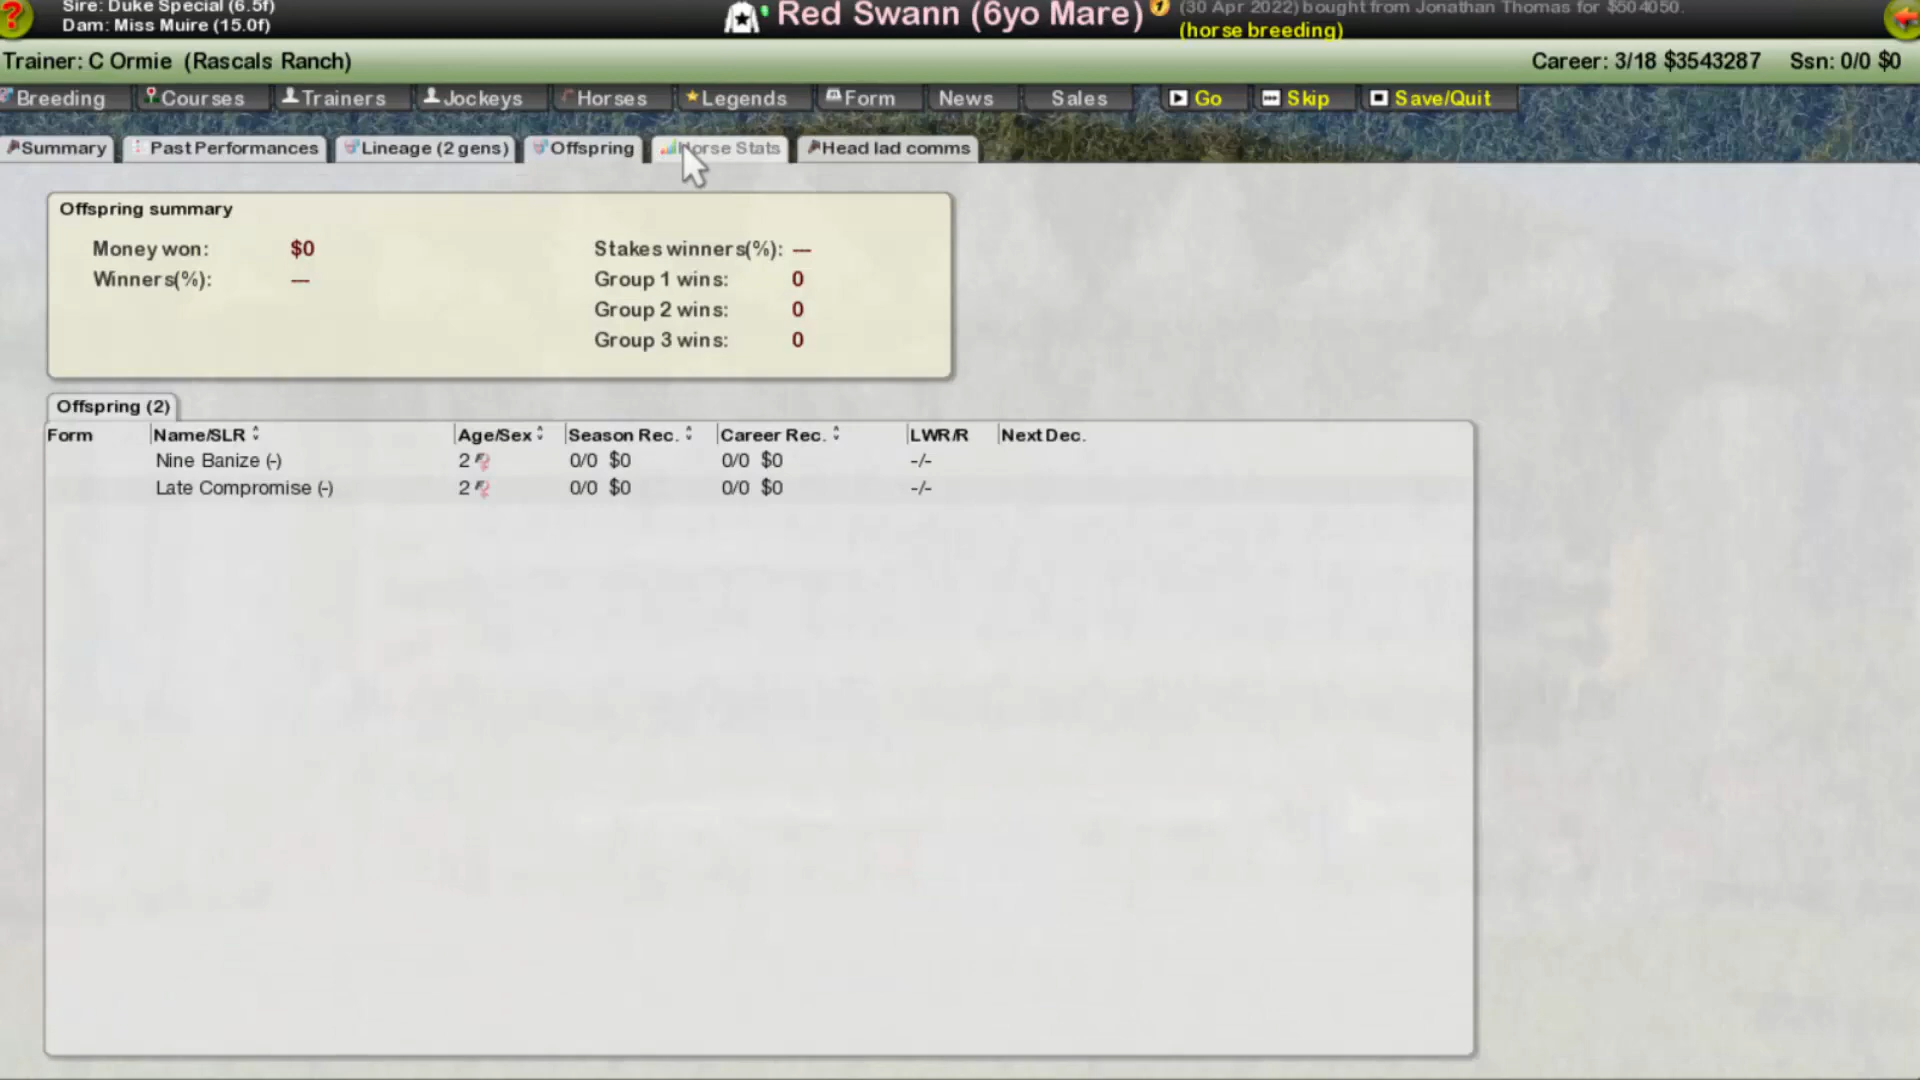 Sire: Duke Special (6.5f)
Dam: Miss Muire (15.0f)
Red Swann (6yo Mare)
(30 Apr 2022) bought from Jonathan Thomas for $504050.
(horse breeding)
Trainer: C Ormie (Rascals Ranch)
Career: 3/18 $3543287 Ssn: 0/0 $0
Breeding Courses Trainers Jockeys Horses Legends Form News Sales Go Skip Save/Quit
Summary Past Performances Lineage (2 gens) Offspring Horse Stats Head lad comms
Offspring summary
Money won: $0 Stakes winners(%): —
Winners(%): — Group 1 wins: 0
Group 2 wins: 0
Group 3 wins: 0
Offspring (2)
Form Name/SLR Age/Sex Season Rec. Career Rec. LWR/R Next Dec.
Nine Banize (-) 2 0/0 $0 0/0 $0 -/-
Late Compromise (-) 2 0/0 $0 0/0 $0 -/-